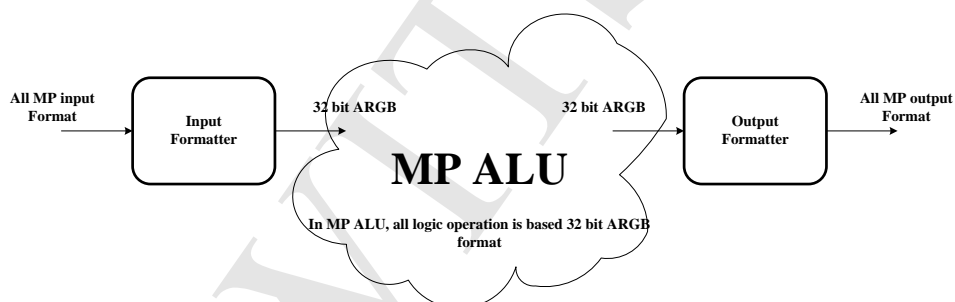 All MP input
Format
Input
Formatter
32 bit ARGB
MP ALU
In MP ALU, all logic operation is based 32 bit ARGB
format
32 bit ARGB
Output
Formatter
All MP output
Format